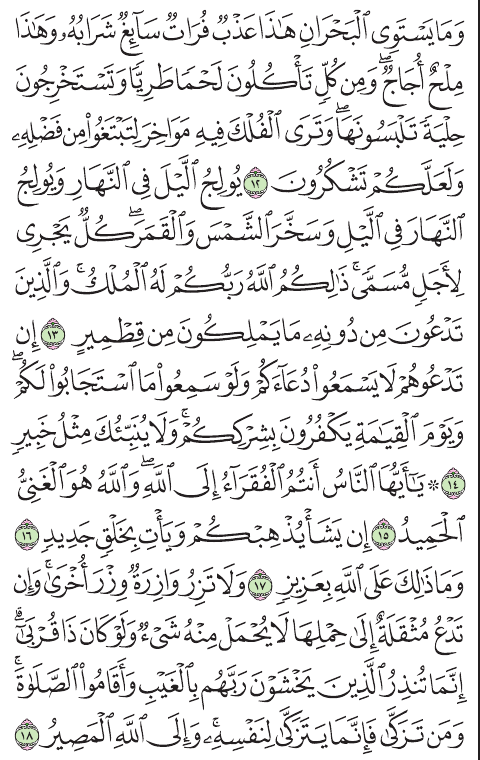 وَمَا يَسْتَوِي ٱلْبَحْرَانِ هَٰذَا عَذْبٌ فُرَاتٌ سَآئِغٌ شَرَابُهُۥ وَهَٰذَا
مِلْحٌ أُجَاجٌ ۖ وَمِن كُلٍّ تَأْكُلُونَ لَحْمًا طَرِيًّا وَتَسْتَخْرِجُونَ
حِلْيَةً تَلْبَسُونَهَا ۖ وَتَرَى ٱلْفُلْكَ فِيهِ مَوَاخِرَ لِتَبْتَغُوا۟ مِن فَضْلِهِۦ
وَلَعَلَّكُمْ تَشْكُرُونَ ١٢ يُولِجُ ٱلَّيْلَ فِي ٱلنَّهَارِ وَيُولِجُ
ٱلنَّهَارَ فِي ٱلَّيْلِ وَسَخَّرَ ٱلشَّمْسَ وَٱلْقَمَرَ ۖ كُلٌّ يَجْرِي
لِأَجَلٍ مُّسَمًّى ۚ ذَٰلِكُمُ ٱللَّهُ رَبُّكُمْ لَهُ ٱلْمُلْكُ ۚ وَٱلَّذِينَ
تَدْعُونَ مِن دُونِهِۦ مَا يَمْلِكُونَ مِن قِطْمِيرٍ ١٣ إِن
تَدْعُوهُمْ لَا يَسْمَعُوا۟ دُعَآءَكُمْ وَلَوْ سَمِعُوا۟ مَا ٱسْتَجَابُوا۟ لَكُمْ ۖ
وَيَوْمَ ٱلْقِيَٰمَةِ يَكْفُرُونَ بِشِرْكِكُمْ ۚ وَلَا يُنَبِّئُكَ مِثْلُ خَبِيرٍ
١٤ ۞ يَٰٓأَيُّهَا ٱلنَّاسُ أَنتُمُ ٱلْفُقَرَآءُ إِلَى ٱللَّهِ ۖ وَٱللَّهُ هُوَ ٱلْغَنِيُّ
ٱلْحَمِيدُ ١٥ إِن يَشَأْ يُذْهِبْكُمْ وَيَأْتِ بِخَلْقٍ جَدِيدٍ ١٦
وَمَا ذَٰلِكَ عَلَى ٱللَّهِ بِعَزِيزٍ ١٧ وَلَا تَزِرُ وَازِرَةٌ وِزْرَ أُخْرَىٰ ۚ وَإِن
تَدْعُ مُثْقَلَةٌ إِلَىٰ حِمْلِهَا لَا يُحْمَلْ مِنْهُ شَيْءٌ وَلَوْ كَانَ ذَا قُرْبَىٰٓ ۗ
إِنَّمَا تُنذِرُ ٱلَّذِينَ يَخْشَوْنَ رَبَّهُم بِٱلْغَيْبِ وَأَقَامُوا۟ ٱلصَّلَوٰةَ ۚ
وَمَن تَزَكَّىٰ فَإِنَّمَا يَتَزَكَّىٰ لِنَفْسِهِۦ ۚ وَإِلَى ٱللَّهِ ٱلْمَصِيرُ ١٨